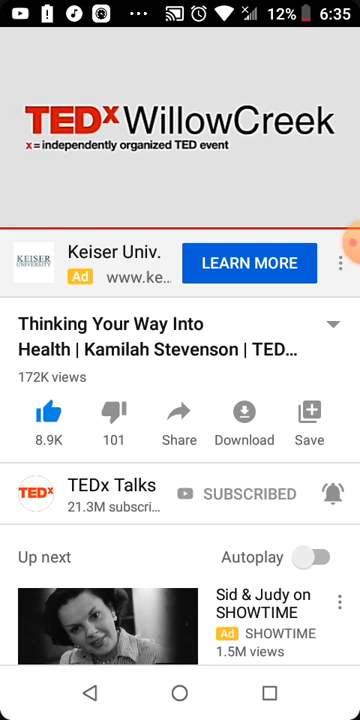 12% 6:35
TEDx WillowCreek
x = independently organized TED event
KEISER
UNIVERSITY
Keiser Univ.
Ad www.ke...
LEARN MORE
Thinking Your Way Into
Health | Kamilah Stevenson | TED...
172K views
8.9K 101 Share Download Save
TEDx
TEDx Talks
21.3M subscri...
SUBSCRIBED
Up next Autoplay
Sid & Judy on
SHOWTIME
Ad SHOWTIME
1.5M views